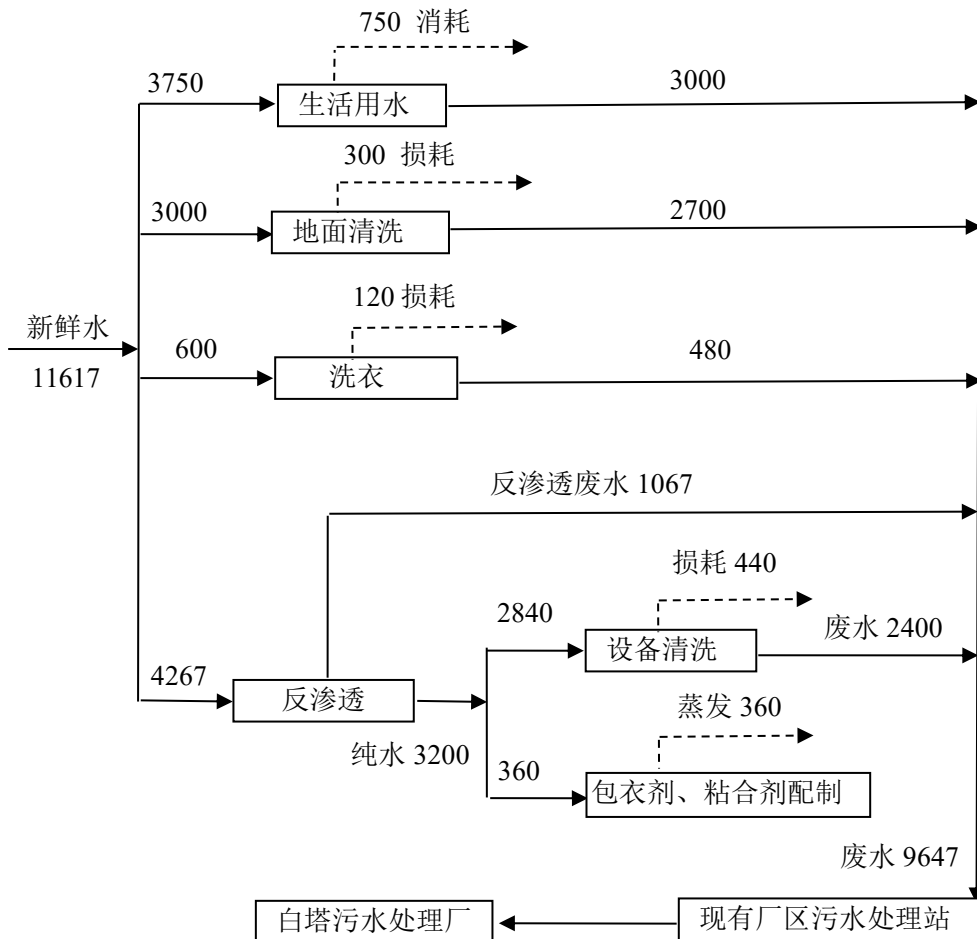 750 消耗
3750
生活用水
3000
300 损耗
3000
地面清洗
2700
120 损耗
新鲜水
11617
600
洗衣
480
反渗透废水 1067
损耗 440
2840
设备清洗
废水 2400
4267
反渗透
纯水 3200
蒸发 360
360
包衣剂、粘合剂配制
废水 9647
白塔污水处理厂
现有厂区污水处理站